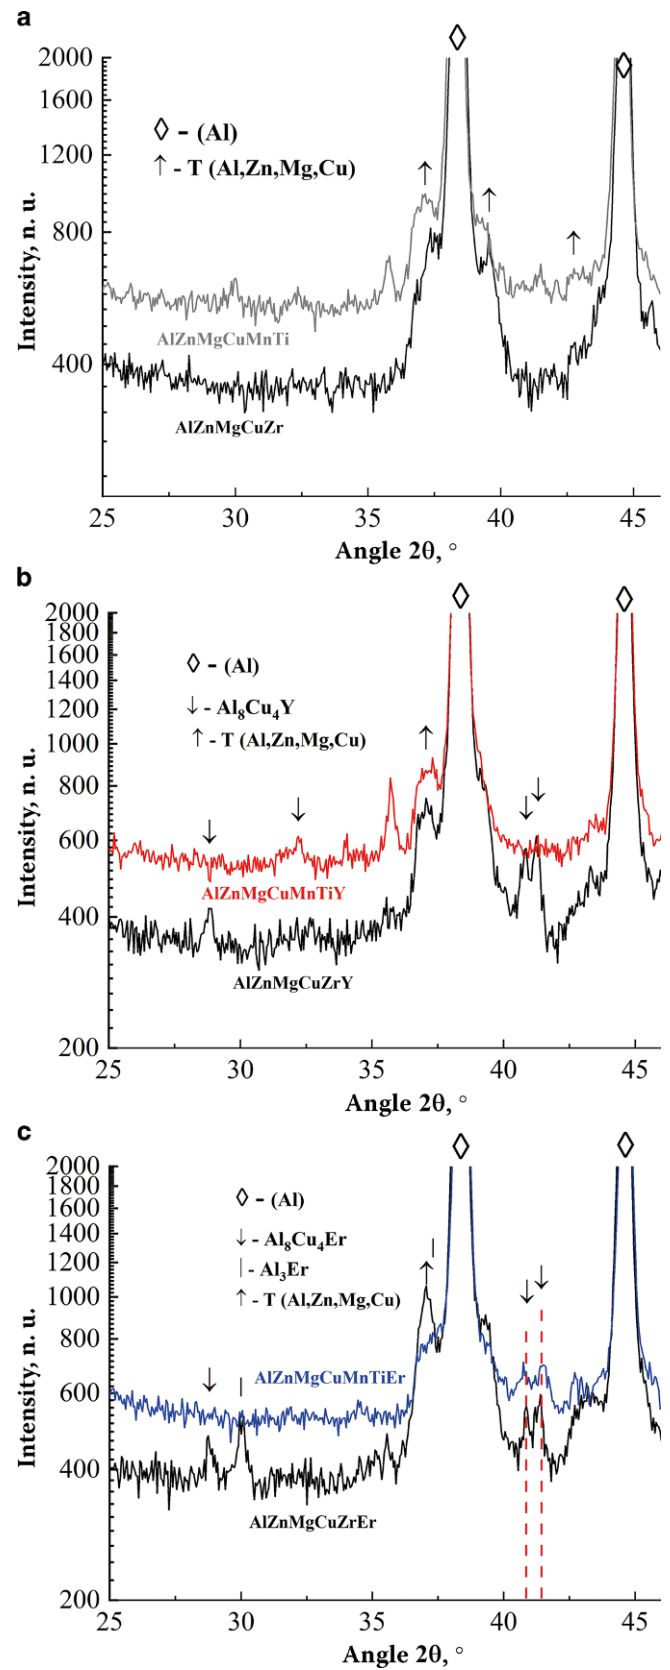 a
2000
1600
1200
800
400
◊ - (Al)
↑ - T (Al,Zn,Mg,Cu)
AlZnMgCuMnTi
AlZnMgCuZr
Intensity, n. u.
25 30 35 40 45
Angle 2θ, °
b
2000
1600
1400
1200
1000
800
600
400
200
◊ - (Al)
↓ - Al₈Cu₄Y
↑ - T (Al,Zn,Mg,Cu)
AlZnMgCuMnTiY
AlZnMgCuZrY
Intensity, n. u.
25 30 35 40 45
Angle 2θ, °
c
2000
1800
1400
1200
1000
800
600
400
200
◊ - (Al)
↓ - Al₈Cu₄Er
| - Al₃Er
↑ - T (Al,Zn,Mg,Cu)
AlZnMgCuMnTiEr
AlZnMgCuZrEr
Intensity, n. u.
25 30 35 40 45
Angle 2θ, °